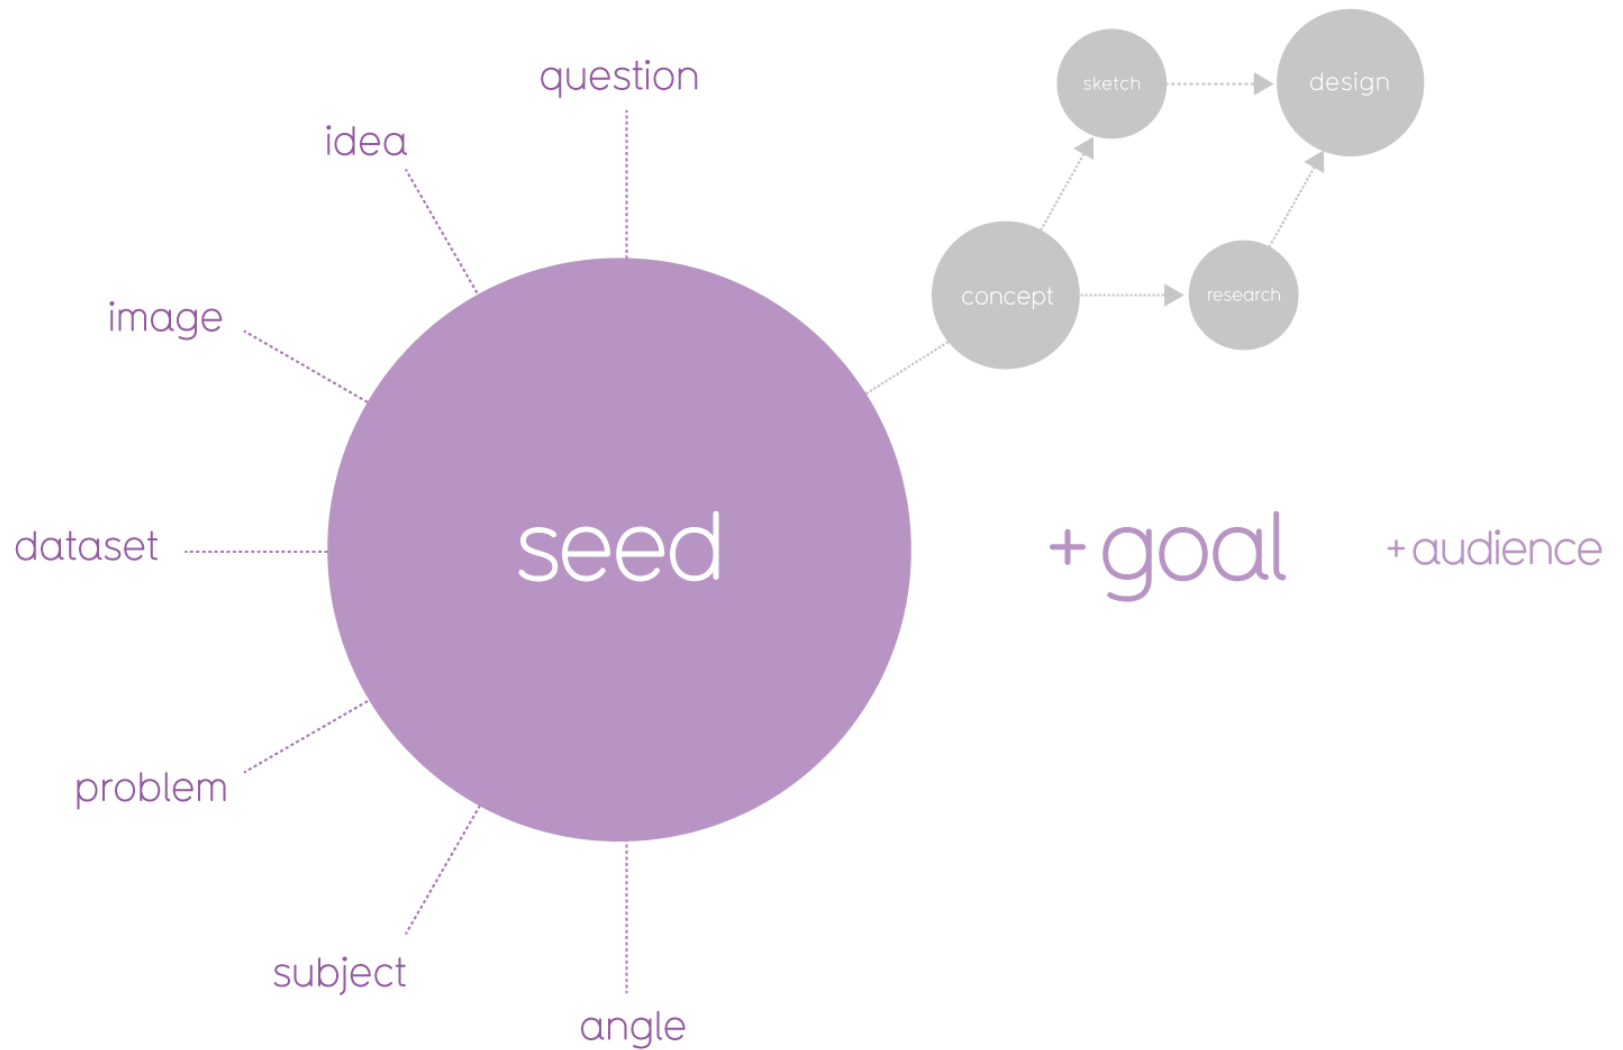 question
idea
image
dataset
problem
subject
angle
seed
+ goal
+ audience
concept
sketch
research
design